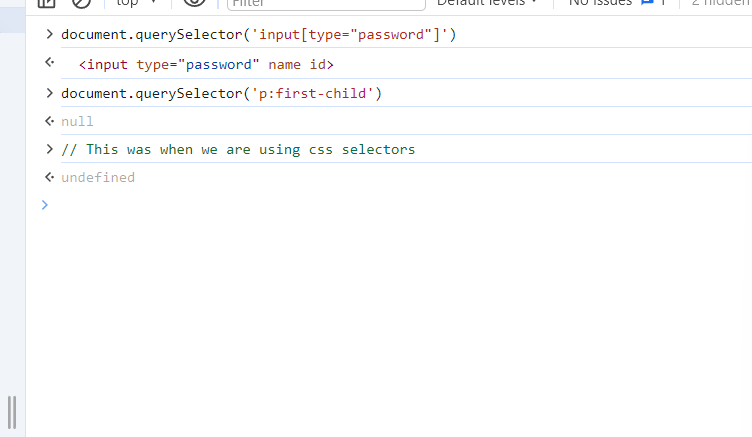 top Filter Default levels No Issues 1 2 hidden
document.querySelector('input[type="password"]')
<input type="password" name id>
document.querySelector('p:first-child')
null
// This was when we are using css selectors
undefined